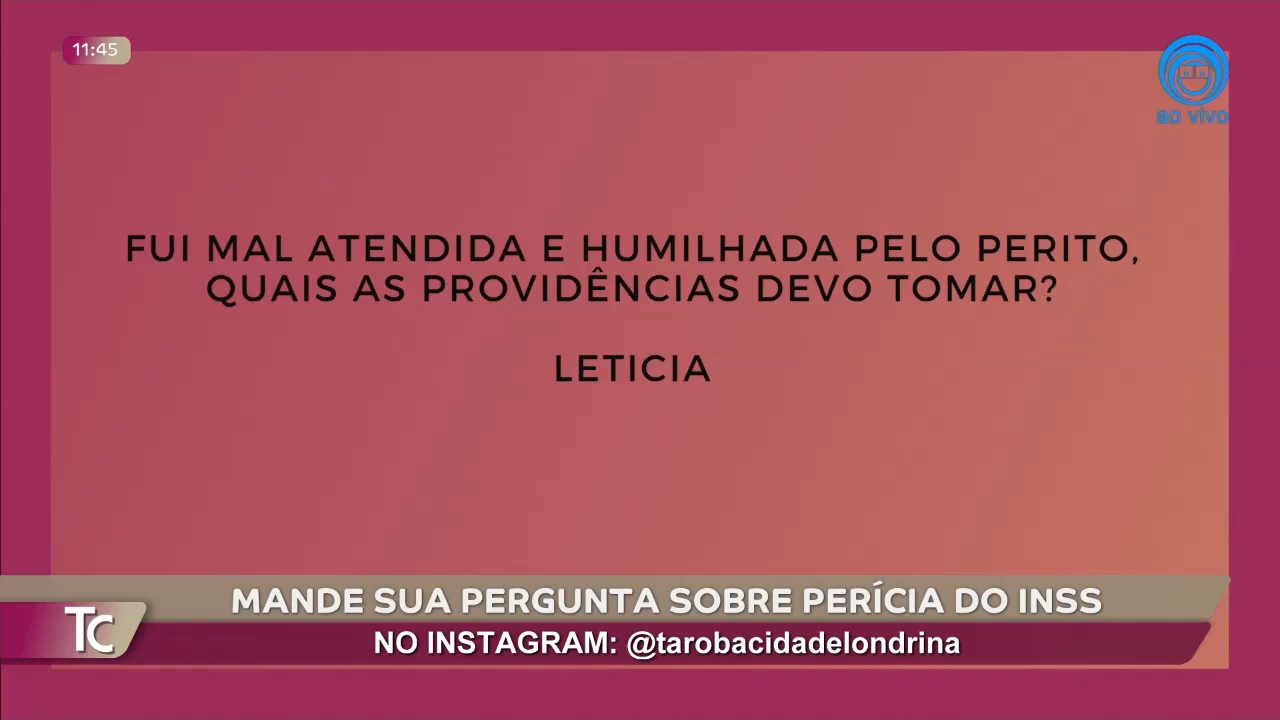 11:45
ao vivo
FUI MAL ATENDIDA E HUMILHADA PELO PERITO,
QUAIS AS PROVIDÊNCIAS DEVO TOMAR?
LETICIA
MANDE SUA PERGUNTA SOBRE PERÍCIA DO INSS
Tc
NO INSTAGRAM: @tarobacidadelondrina